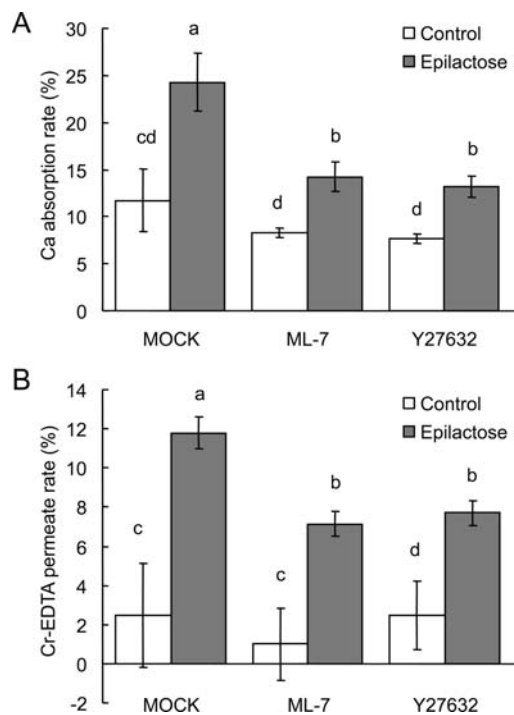 A
Control
Epilactose
Ca absorption rate (%)
30
25
20
15
10
5
0
cd
a
d
b
d
b
MOCK ML-7 Y27632
B
Control
Epilactose
Cr-EDTA permeate rate (%)
14
12
10
8
6
4
2
0
-2
c
a
c
b
d
b
MOCK ML-7 Y27632